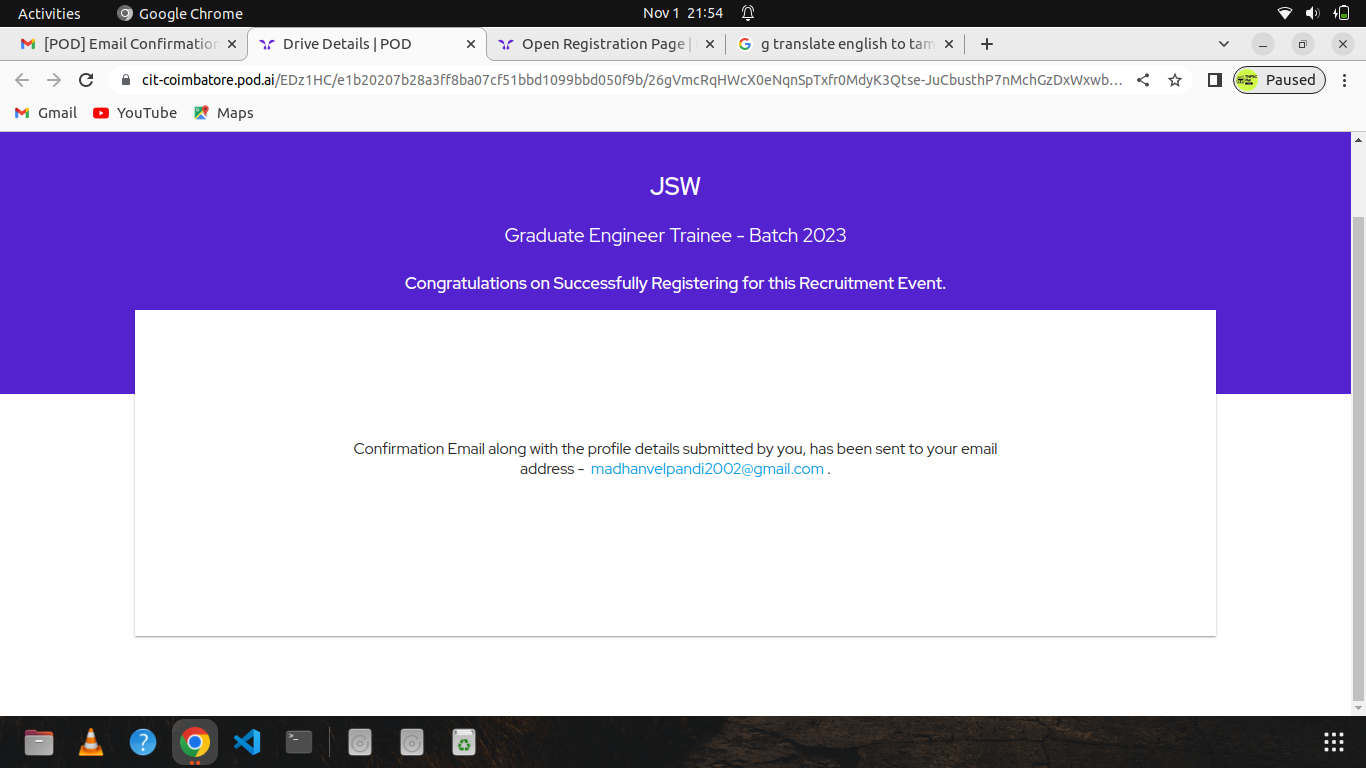 Activities
Google Chrome
Nov 1 21:54
[POD] Email Confirmation
Drive Details | POD
Open Registration Page |
g translate english to tam
cit-coimbatore.pod.ai/EDz1HC/e1b20207b28a3ff8ba07cf51bbd1099bbd050f9b/26gVmcRqHWcX0eNqnSpTxfr0MdyK3Qtse-JuCbusthP7nMchGzDxWxwb...
Paused
Gmail
YouTube
Maps
JSW
Graduate Engineer Trainee - Batch 2023
Congratulations on Successfully Registering for this Recruitment Event.
Confirmation Email along with the profile details submitted by you, has been sent to your email
address - madhanvelpandi2002@gmail.com .